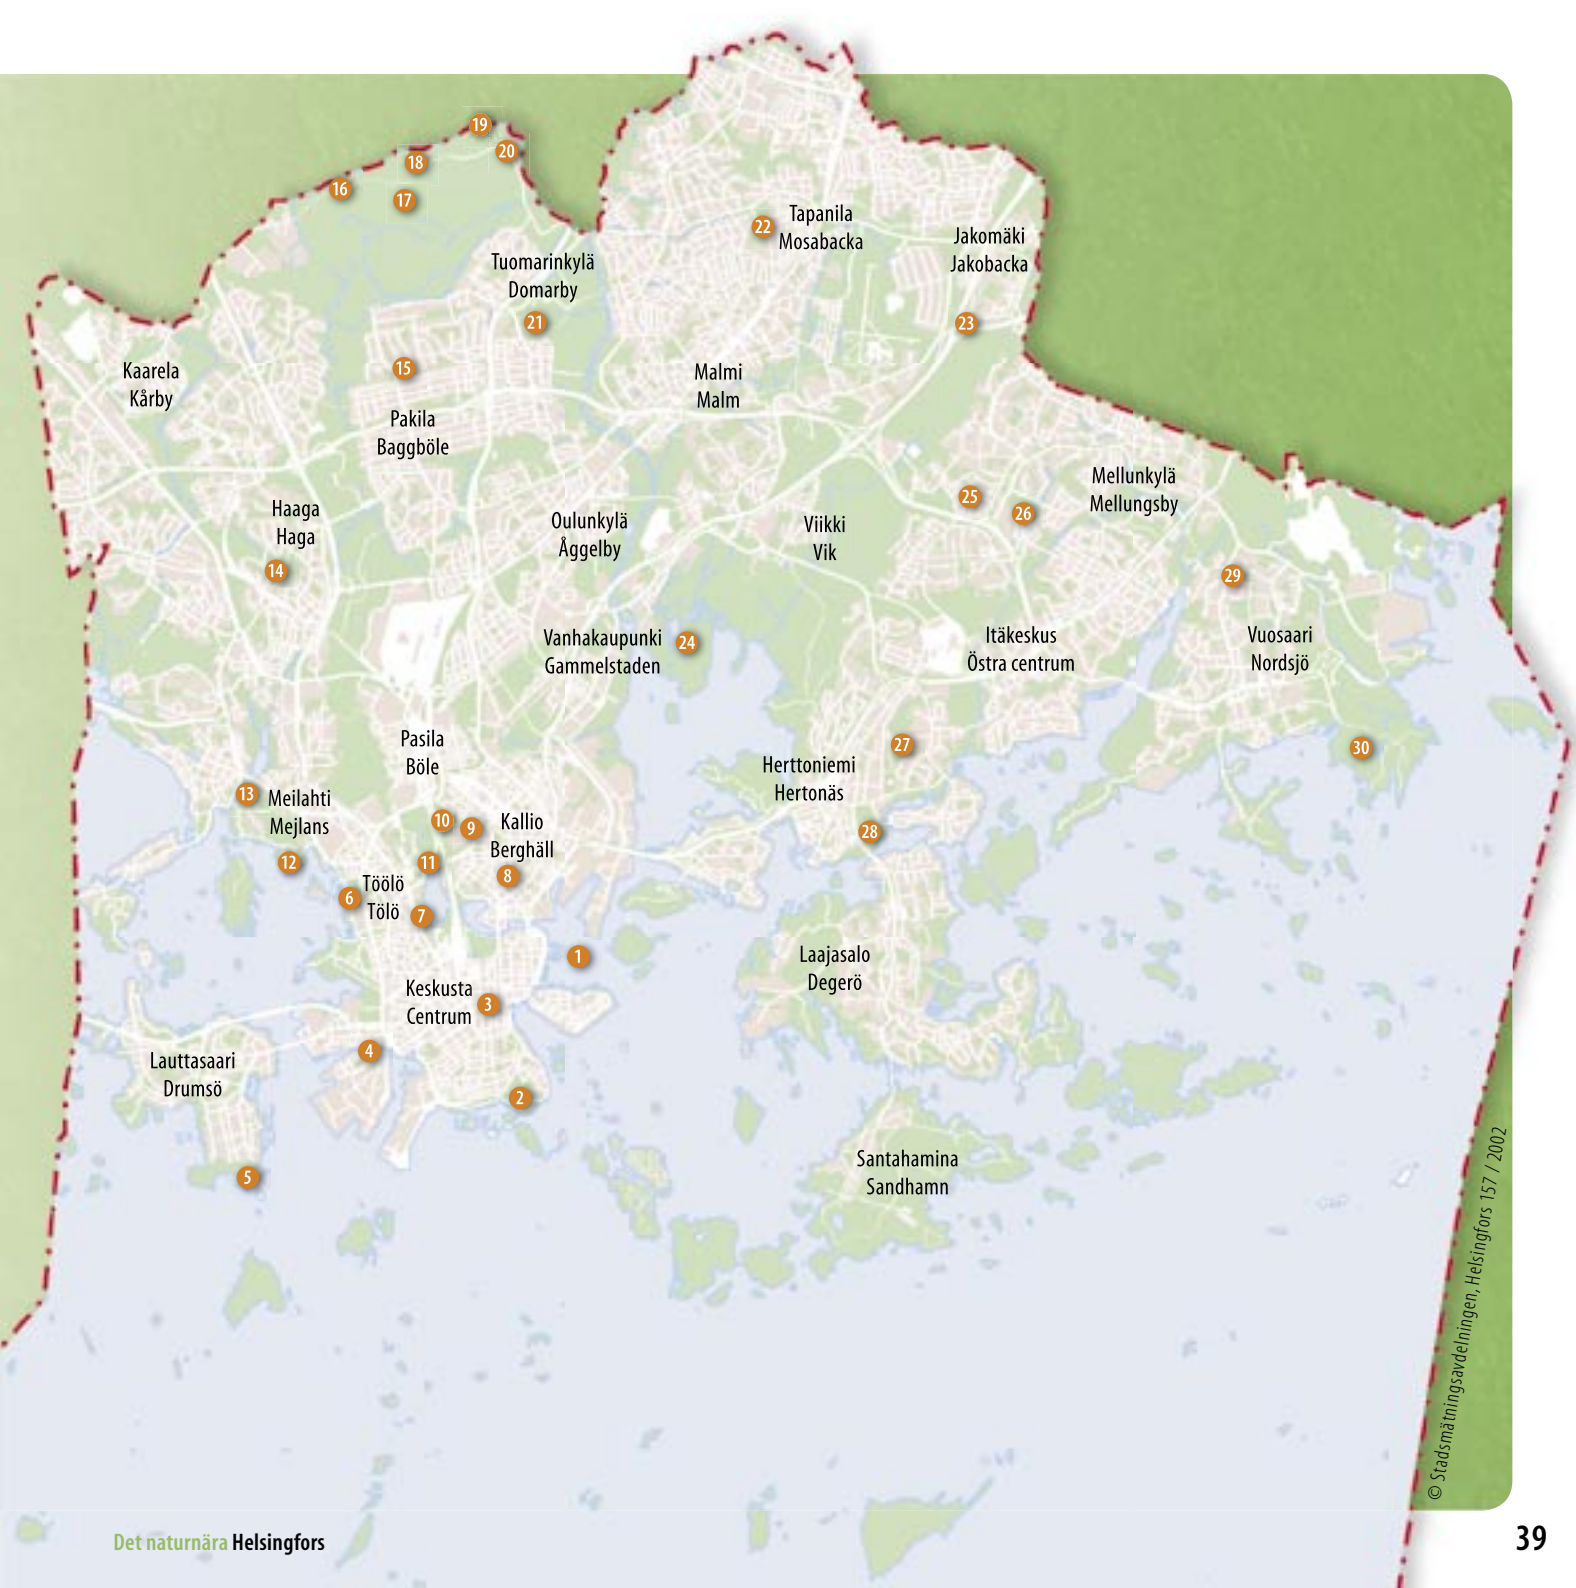 19
20
18
16
17
22
Tapanila
Mosabacka
Jakomäki
Jakobacka
Tuomarinkylä
Domarby
21
23
15
Kaarela
Kårby
Malmi
Malm
Pakila
Baggböle
Mellunkylä
Mellungsby
25
26
Haaga
Haga
14
Oulunkylä
Åggelby
Viikki
Vik
29
Vanhakaupunki
Gammelstaden
24
Itäkeskus
Östra centrum
Vuosaari
Nordsjö
Pasila
Böle
27
30
Herttoniemi
Hertonäs
13
Meilahti
Mejlans
10
9
Kallio
Berghäll
28
12
11
8
6
Töölö
Tölö
7
1
Laajasalo
Degerö
Keskusta
Centrum
3
4
Lauttasaari
Drumsö
2
5
Santahamina
Sandhamn
© Stadsmätningsavdelningen, Helsingfors 157 / 2002
Det naturnära Helsingfors
39